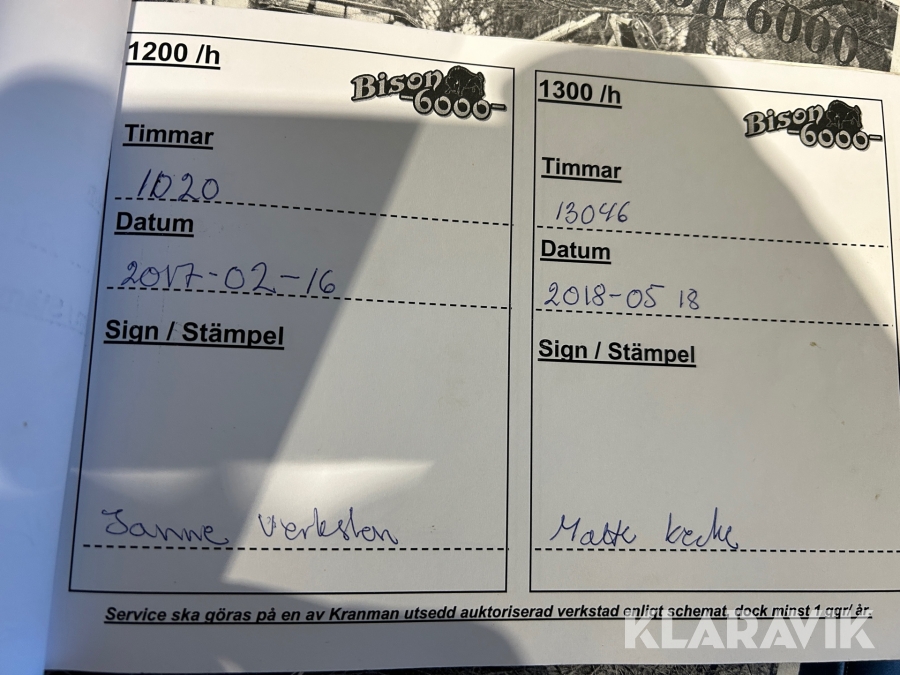 6000
1200 /h
Bison
-6000-
Timmar
1020
Datum
2017-02-16
Sign / Stämpel
Janne Verkstan
1300 /h
Bison
-6000-
Timmar
13046
Datum
2018-05 18
Sign / Stämpel
Service ska göras på en av Kranman utsedd auktoriserad verkstad enligt schemat, dock minst 1 ggr/ år.
KLARAVIK